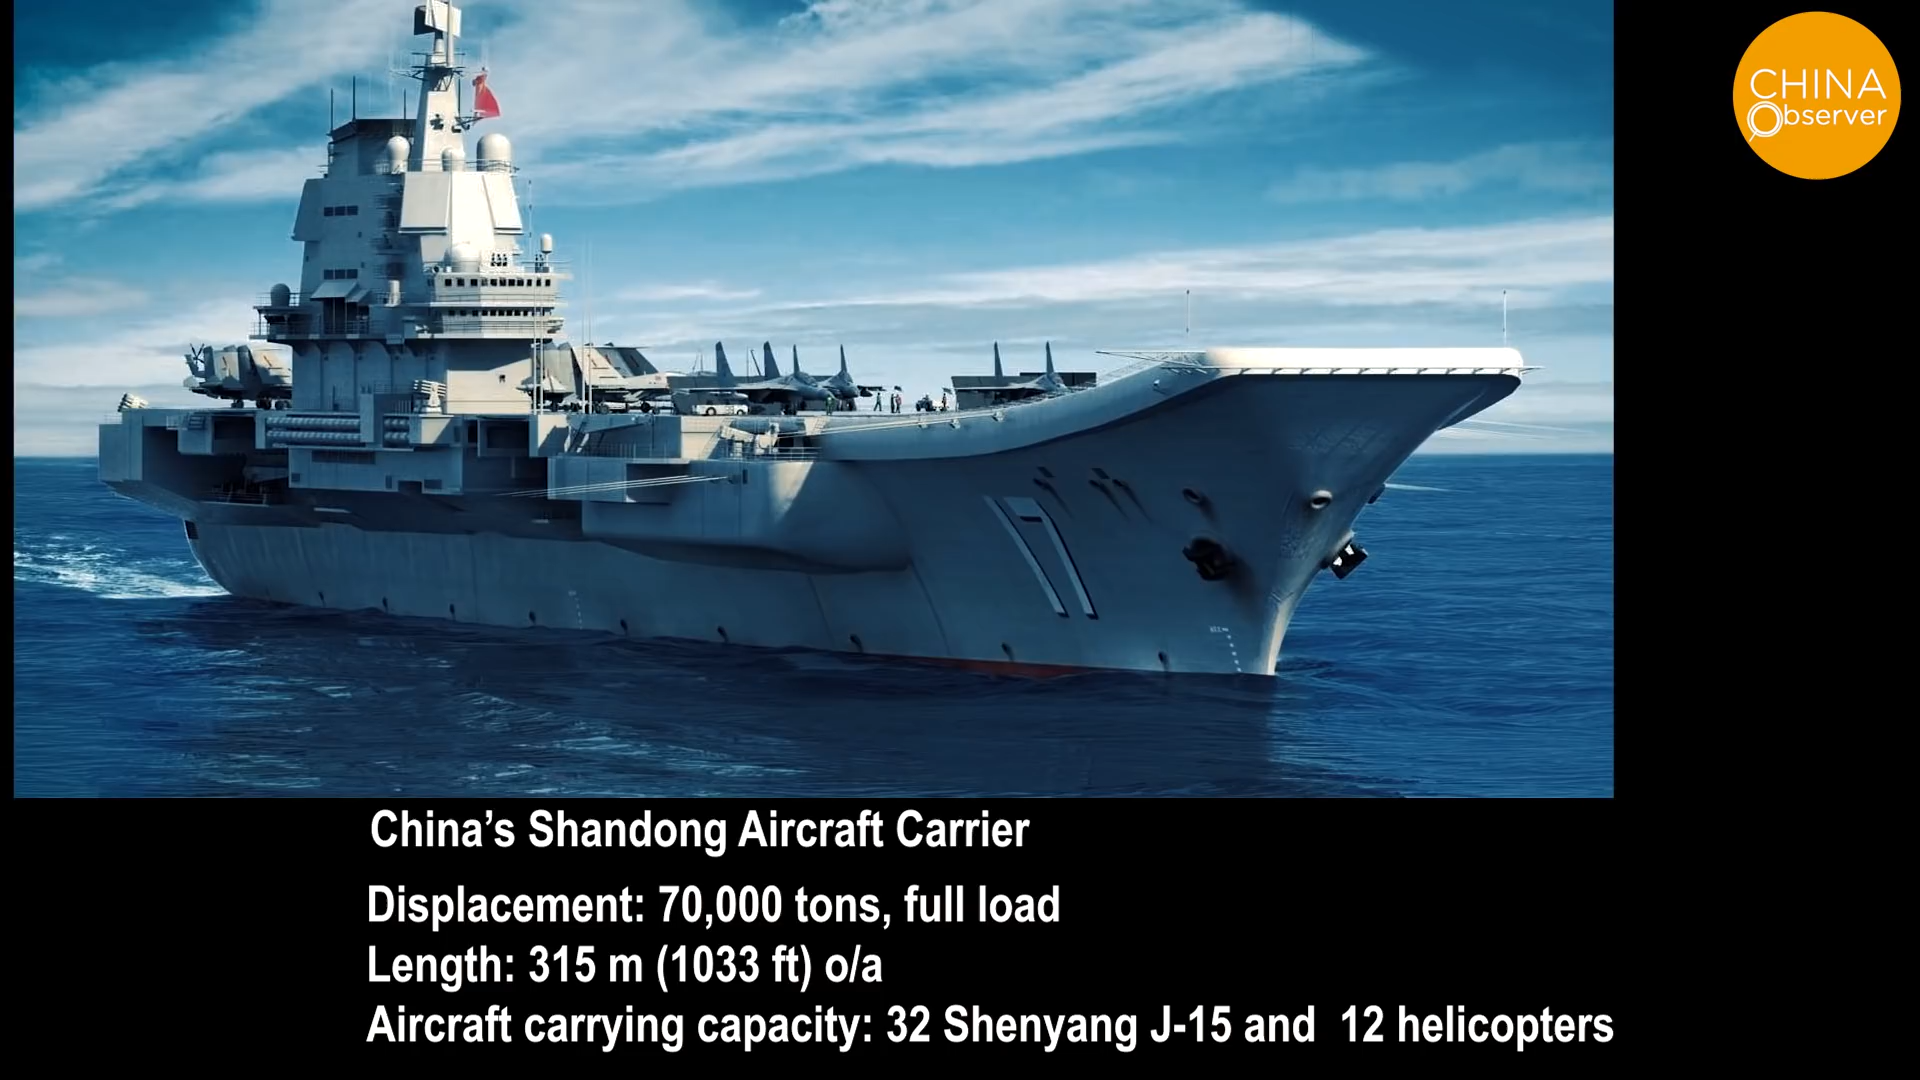 CHINA
Observer
17
China’s Shandong Aircraft Carrier
Displacement: 70,000 tons, full load
Length: 315 m (1033 ft) o/a
Aircraft carrying capacity: 32 Shenyang J-15 and 12 helicopters